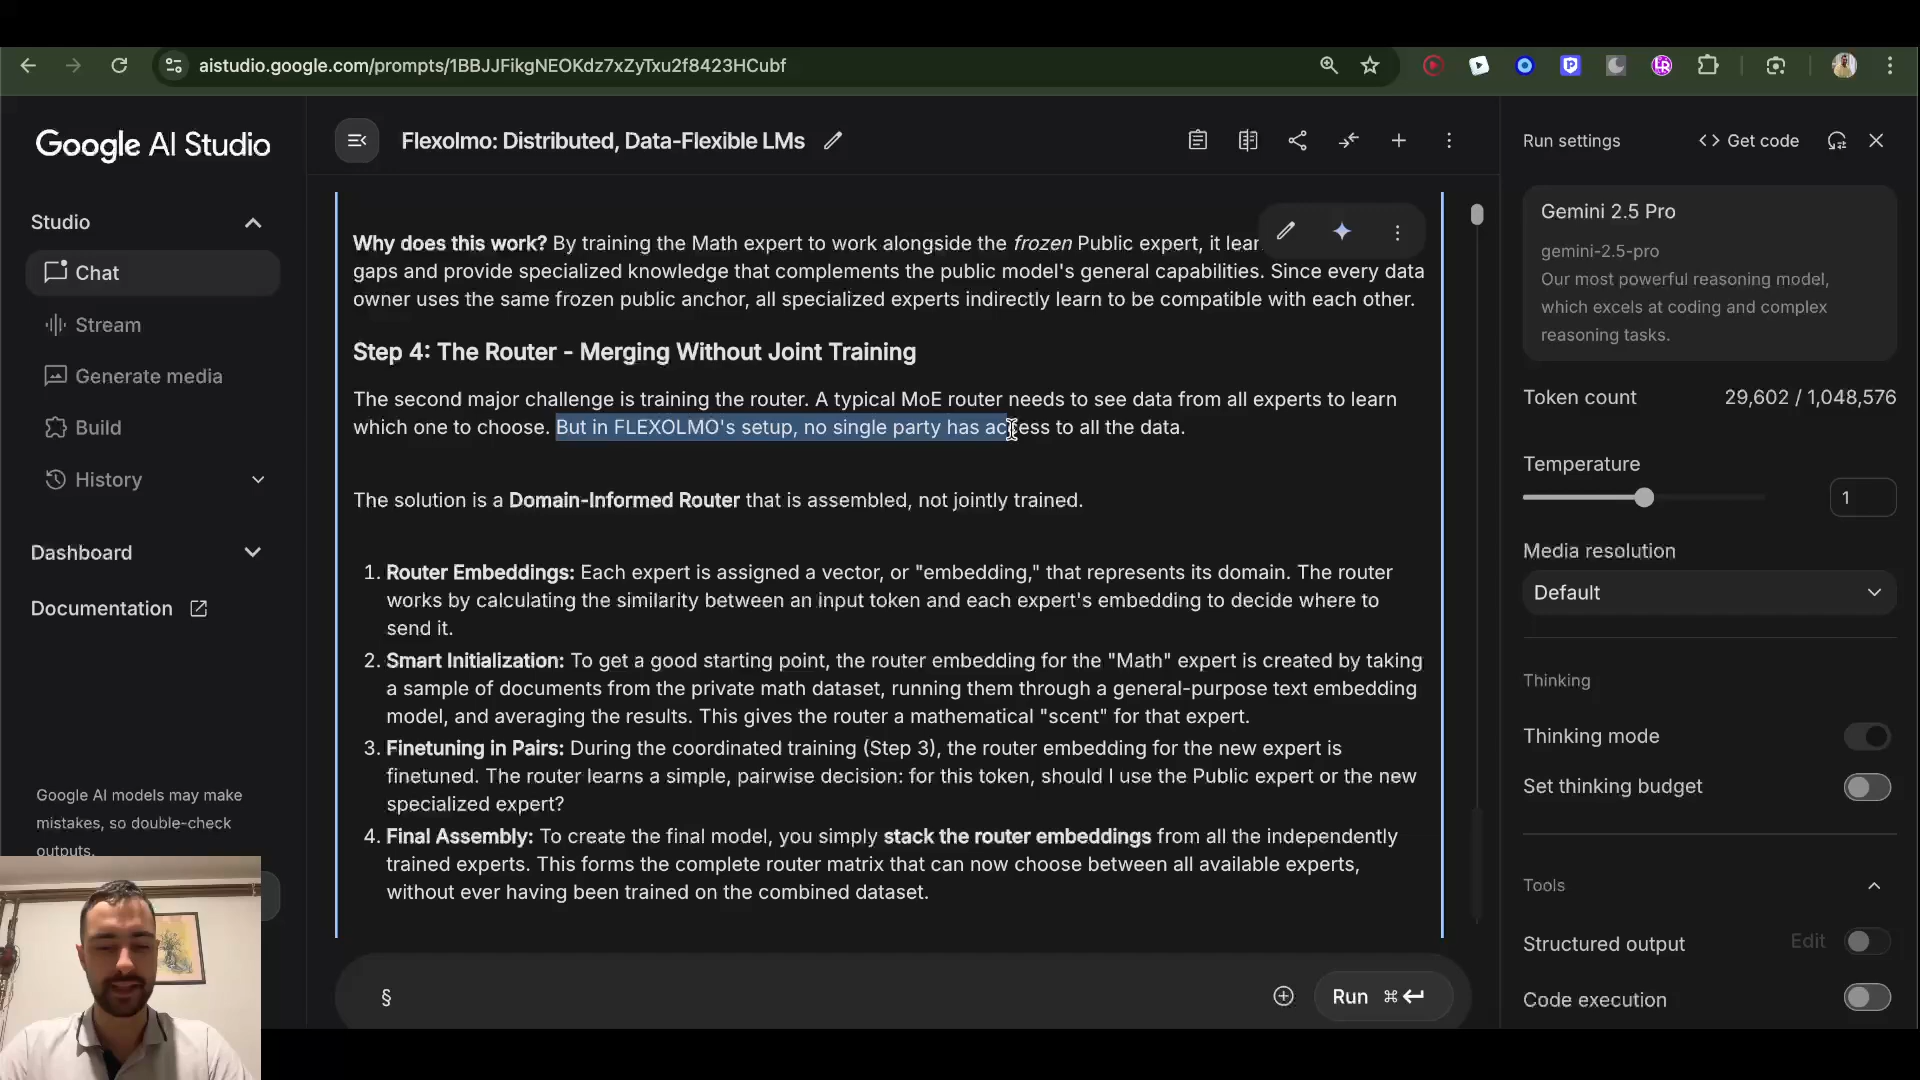 aistudio.google.com/prompts/1BBJJFikgNEOKdz7xZyTxu2f8423HCubf
Google AI Studio
Studio
Chat
Stream
Generate media
Build
History
Dashboard
Documentation
Google AI models may make
mistakes, so double-check
outputs.
Flexolmo: Distributed, Data-Flexible LMs
Why does this work? By training the Math expert to work alongside the frozen Public expert, it
gaps and provide specialized knowledge that complements the public model's general capabilities. Since every data
owner uses the same frozen public anchor, all specialized experts indirectly learn to be compatible with each other.
Step 4: The Router - Merging Without Joint Training
The second major challenge is training the router. A typical MoE router needs to see data from all experts to learn
which one to choose. But in FLEXOLMO's setup, no single party has access to all the data.
The solution is a Domain-Informed Router that is assembled, not jointly trained.
1. Router Embeddings: Each expert is assigned a vector, or "embedding," that represents its domain. The router
works by calculating the similarity between an input token and each expert's embedding to decide where to
send it.
2. Smart Initialization: To get a good starting point, the router embedding for the "Math" expert is created by taking
a sample of documents from the private math dataset, running them through a general-purpose text embedding
model, and averaging the results. This gives the router a mathematical "scent" for that expert.
3. Finetuning in Pairs: During the coordinated training (Step 3), the router embedding for the new expert is
finetuned. The router learns a simple, pairwise decision: for this token, should I use the Public expert or the new
specialized expert?
4. Final Assembly: To create the final model, you simply stack the router embeddings from all the independently
trained experts. This forms the complete router matrix that can now choose between all available experts,
without ever having been trained on the combined dataset.
§
Run ⌘ ↵
Run settings
<> Get code
Gemini 2.5 Pro
gemini-2.5-pro
Our most powerful reasoning model,
which excels at coding and complex
reasoning tasks.
Token count 29,602 / 1,048,576
Temperature
1
Media resolution
Default
Thinking
Thinking mode
Set thinking budget
Tools
Structured output Edit
Code execution